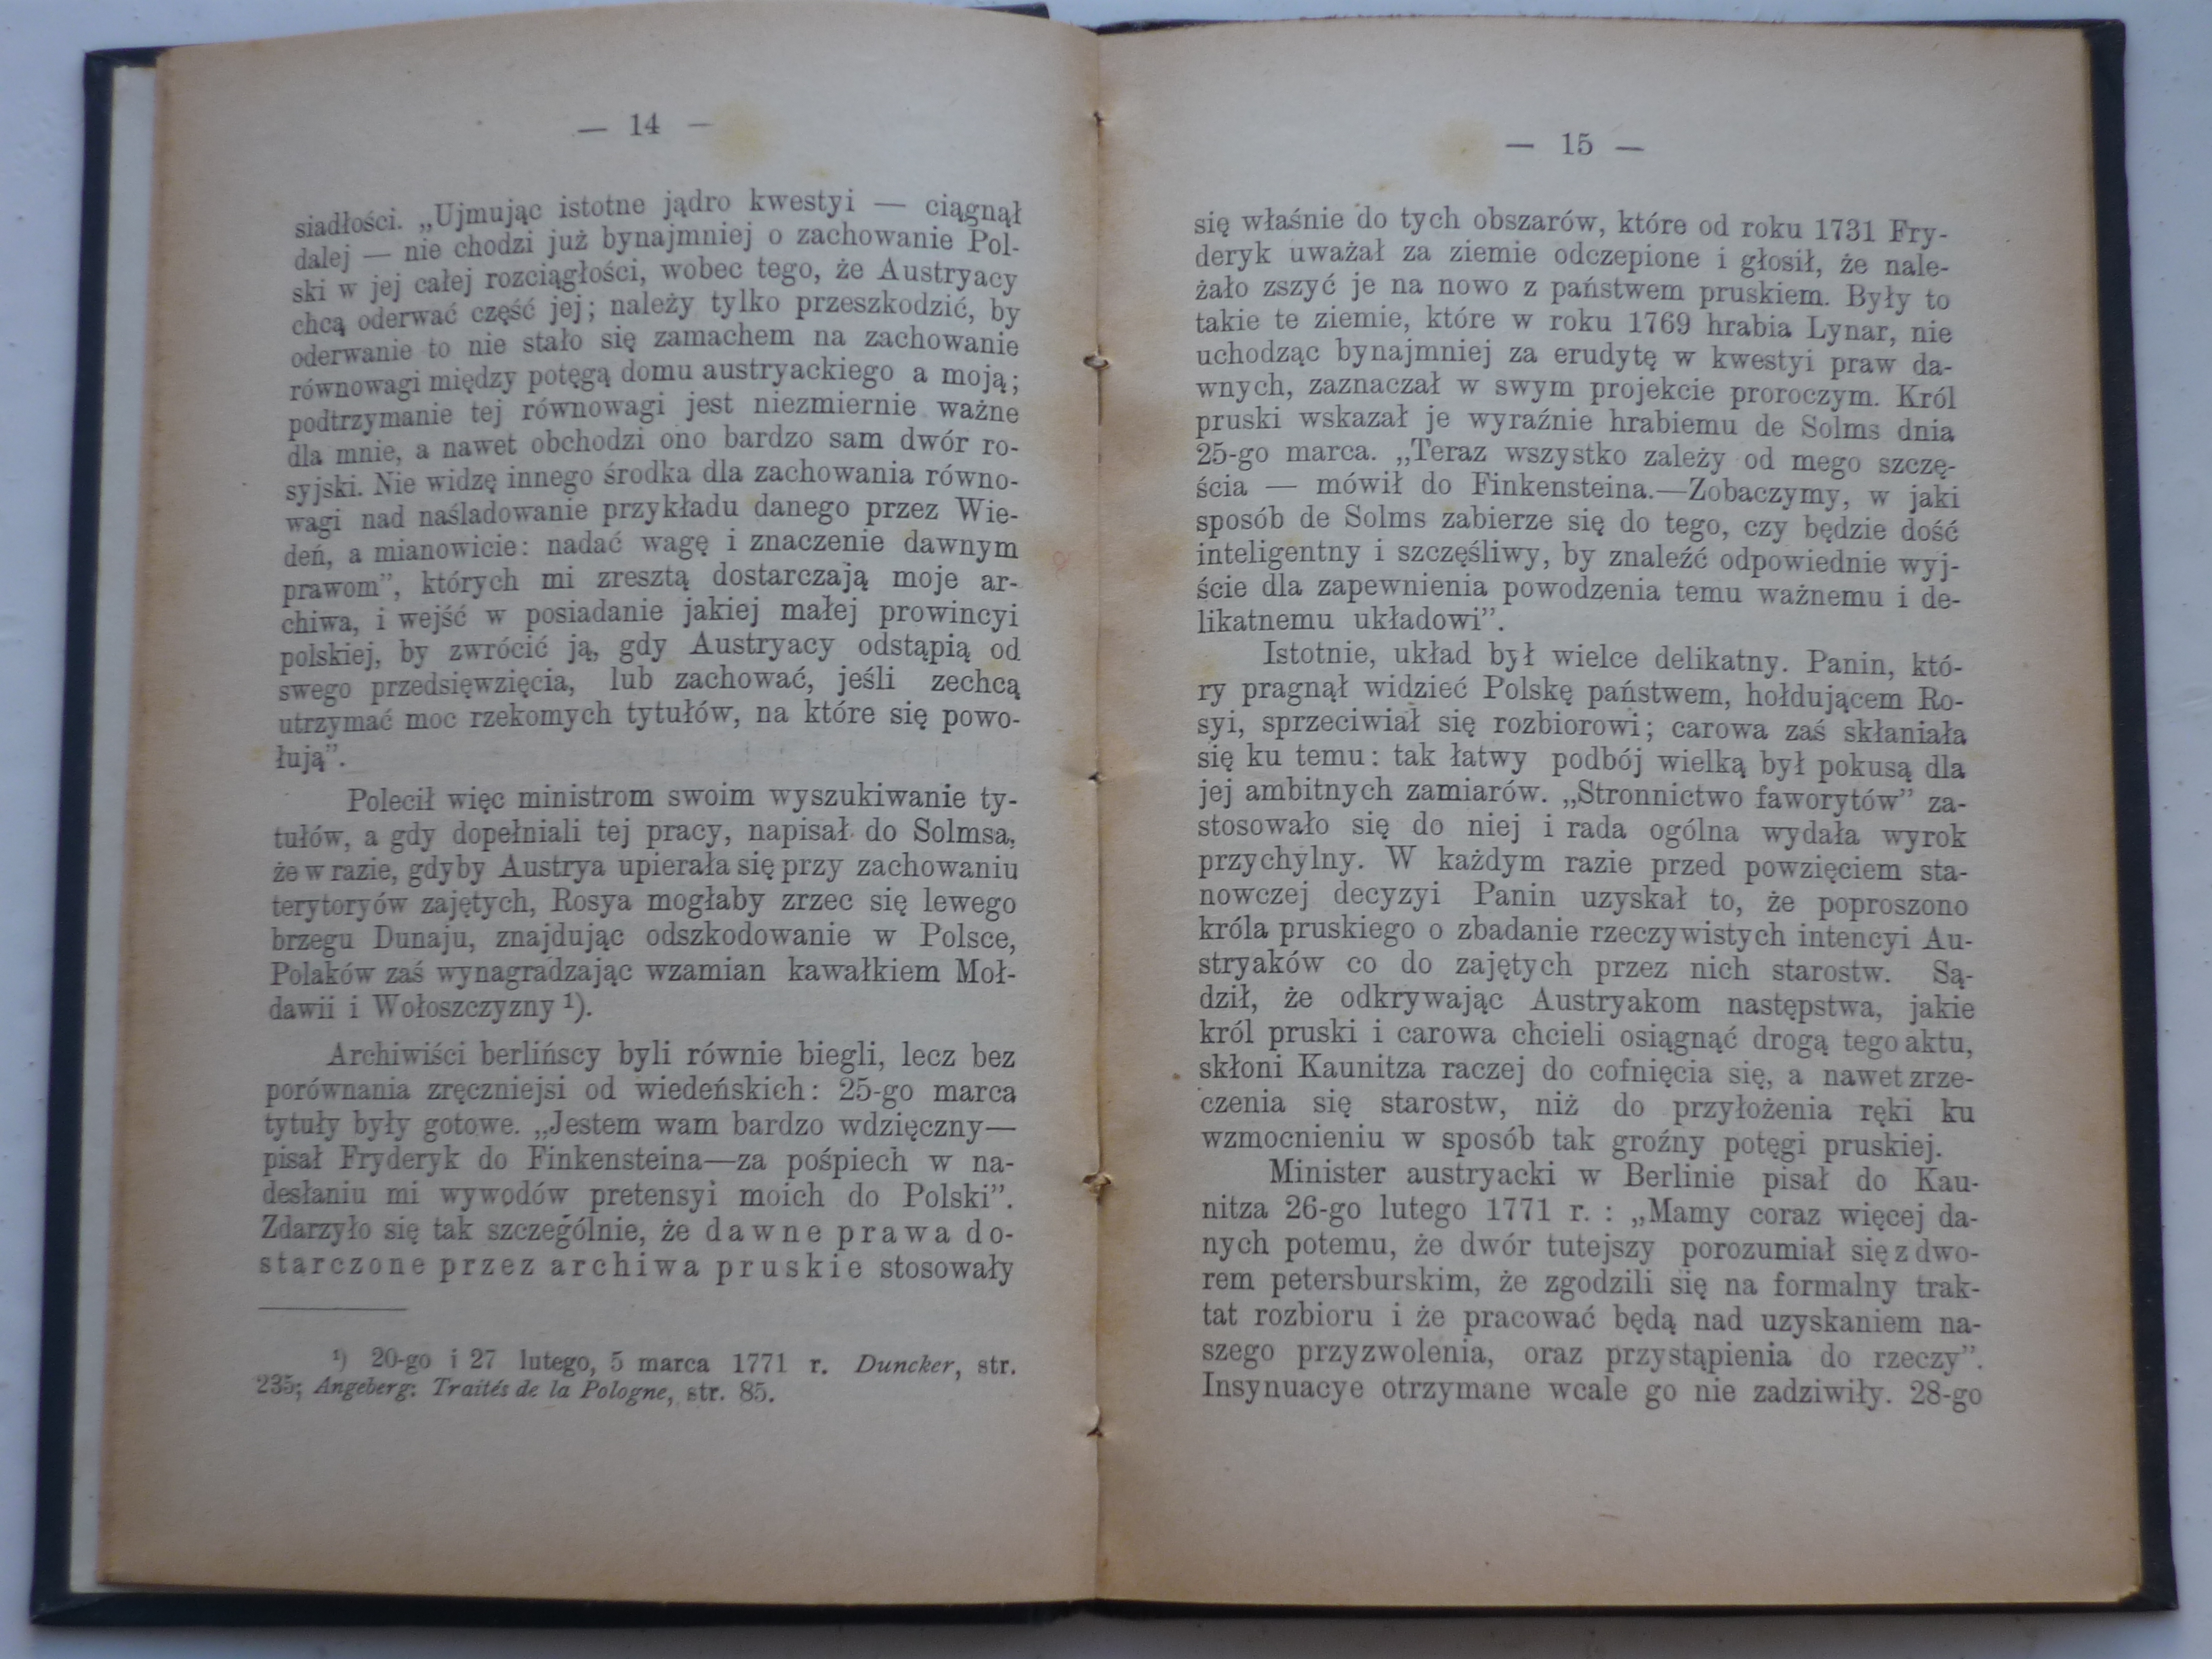 — 14 —
siadłości. „Ujmując istotne jądro kwestyi — ciągnął
dalej — nie chodzi już bynajmniej o zachowanie Pol-
ski w jej całej rozciągłości, wobec tego, że Austryacy
chcą oderwać część jej; należy tylko przeszkodzić, by
oderwanie to nie stało się zamachem na zachowanie
równowagi między potęgą domu austryackiego a moją;
podtrzymanie tej równowagi jest niezmiernie ważne
dla mnie, a nawet obchodzi ono bardzo sam dwór ro-
syjski. Nie widzę innego środka dla zachowania równo-
wagi nad naśladowanie przykładu danego przez Wie-
deń, a mianowicie: nadać wagę i znaczenie dawnym
prawom”, których mi zresztą dostarczają moje ar-
chiwa, i wejść w posiadanie jakiej małej prowincyi
polskiej, by zwrócić ją, gdy Austryacy odstąpią od
swego przedsięwzięcia, lub zachować, jeśli zechcą
utrzymać moc rzekomych tytułów, na które się powo-
łują”.
Polecił więc ministrom swoim wyszukiwanie ty-
tułów, a gdy dopełniali tej pracy, napisał do Solmsa,
że w razie, gdyby Austrya upierała się przy zachowaniu
terytoryów zajętych, Rosya mogłaby zrzec się lewego
brzegu Dunaju, znajdując odszkodowanie w Polsce,
Polaków zaś wynagradzając wzamian kawałkiem Moł-
dawii i Wołoszczyzny ¹).
Archiwiści berlińscy byli równie biegli, lecz bez
porównania zręczniejsi od wiedeńskich: 25-go marca
tytuły były gotowe. „Jestem wam bardzo wdzięczny—
pisał Fryderyk do Finkensteina—za pośpiech w na-
desłaniu mi wywodów pretensyi moich do Polski”.
Zdarzyło się tak szczególnie, że dawne prawa do-
starczone przez archiwa pruskie stosowały
¹) 20-go i 27 lutego, 5 marca 1771 r. Duncker, str.
235; Angeberg: Traités de la Pologne, str. 85.
— 15 —
się właśnie do tych obszarów, które od roku 1731 Fry-
deryk uważał za ziemie odczepione i głosił, że nale-
żało zszyć je na nowo z państwem pruskiem. Były to
takie te ziemie, które w roku 1769 hrabia Lynar, nie
uchodząc bynajmniej za erudytę w kwestyi praw da-
wnych, zaznaczał w swym projekcie proroczym. Król
pruski wskazał je wyraźnie hrabiemu de Solms dnia
25-go marca. „Teraz wszystko zależy od mego szczę-
ścia — mówił do Finkensteina.—Zobaczymy, w jaki
sposób de Solms zabierze się do tego, czy będzie dość
inteligentny i szczęśliwy, by znaleźć odpowiednie wyj-
ście dla zapewnienia powodzenia temu ważnemu i de-
likatnemu układowi”.
Istotnie, układ był wielce delikatny. Panin, któ-
ry pragnął widzieć Polskę państwem, hołdującem Ro-
syi, sprzeciwiał się rozbiorowi; carowa zaś skłaniała
się ku temu: tak łatwy podbój wielką był pokusą dla
jej ambitnych zamiarów. „Stronnictwo faworytów” za-
stosowało się do niej i rada ogólna wydała wyrok
przychylny. W każdym razie przed powzięciem sta-
nowczej decyzyi Panin uzyskał to, że poproszono
króla pruskiego o zbadanie rzeczywistych intencyi Au-
stryaków co do zajętych przez nich starostw. Są-
dził, że odkrywając Austryakom następstwa, jakie
król pruski i carowa chcieli osiągnąć drogą tego aktu,
skłoni Kaunitza raczej do cofnięcia się, a nawet zrze-
czenia się starostw, niż do przyłożenia ręki ku
wzmocnieniu w sposób tak groźny potęgi pruskiej.
Minister austryacki w Berlinie pisał do Kau-
nitza 26-go lutego 1771 r. : „Mamy coraz więcej da-
nych potemu, że dwór tutejszy porozumiał się z dwo-
rem petersburskim, że zgodzili się na formalny trak-
tat rozbioru i że pracować będą nad uzyskaniem na-
szego przyzwolenia, oraz przystąpienia do rzeczy”.
Insynuacye otrzymane wcale go nie zadziwiły. 28-go